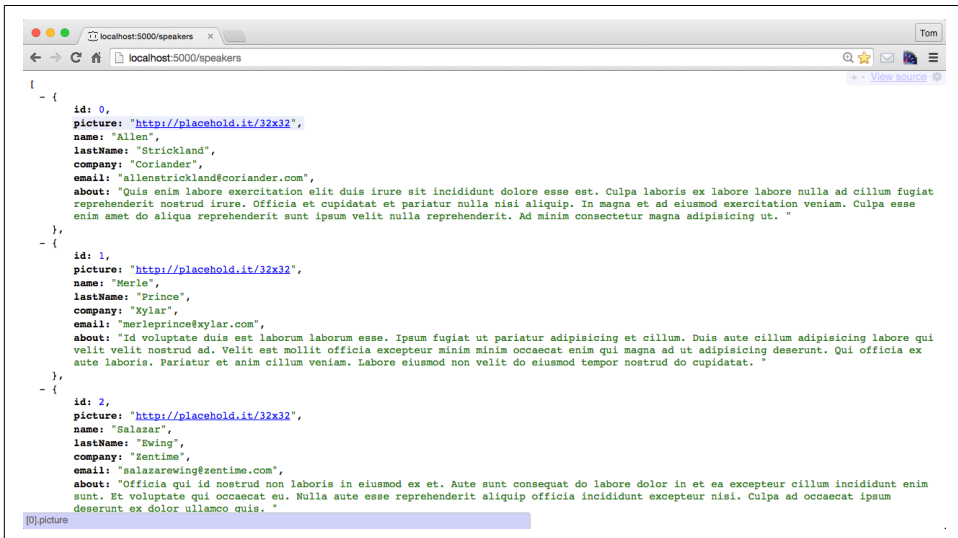 localhost:5000/speakers ×
Tom
localhost:5000/speakers
+ - View source
[
- {
id: 0,
picture: "http://placehold.it/32x32",
name: "Allen",
lastName: "Strickland",
company: "Coriander",
email: "allenstrickland@coriander.com",
about: "Quis enim labore exercitation elit duis irure sit incididunt dolore esse est. Culpa laboris ex labore labore nulla ad cillum fugiat
reprehenderit nostrud irure. Officia et cupidatat et pariatur nulla nisi aliquip. In magna et ad eiusmod exercitation veniam. Culpa esse
enim amet do aliqua reprehenderit sunt ipsum velit nulla reprehenderit. Ad minim consectetur magna adipisicing ut. "
},
- {
id: 1,
picture: "http://placehold.it/32x32",
name: "Merle",
lastName: "Prince",
company: "Xylar",
email: "merleprince@xylar.com",
about: "Id voluptate duis est laborum laborum esse. Ipsum fugiat ut pariatur adipisicing et cillum. Duis aute cillum adipisicing labore qui
velit velit nostrud ad. Velit est mollit officia excepteur minim minim occaecat enim qui magna ad ut adipisicing deserunt. Qui officia ex
aute laboris. Pariatur et anim cillum veniam. Labore eiusmod non velit do eiusmod tempor nostrud do cupidatat. "
},
- {
id: 2,
picture: "http://placehold.it/32x32",
name: "Salazar",
lastName: "Ewing",
company: "Zentime",
email: "salazarewing@zentime.com",
about: "Officia qui id nostrud non laboris in eiusmod ex et. Aute sunt consequat do labore dolor in et ea excepteur cillum incididunt enim
sunt. Et voluptate qui occaecat eu. Nulla aute esse reprehenderit aliquip officia incididunt excepteur nisi. Culpa ad occaecat ipsum
deserunt ex dolor ullamco quis. "
[0].picture